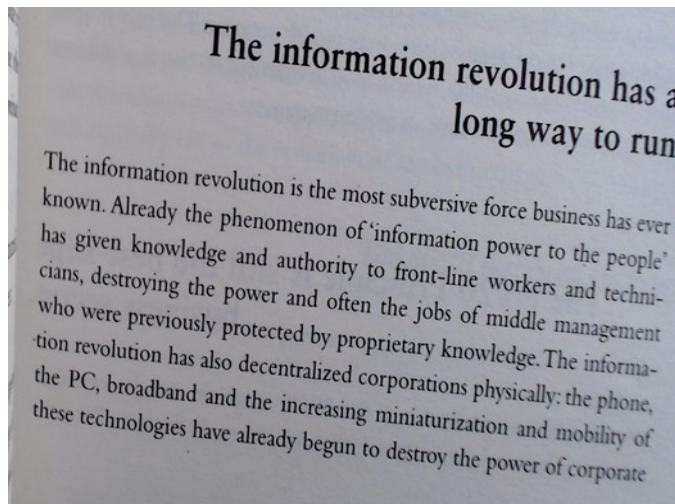 The information revolution has a
long way to run
The information revolution is the most subversive force business has ever
known. Already the phenomenon of ‘information power to the people’
has given knowledge and authority to front-line workers and techni-
cians, destroying the power and often the jobs of middle management
who were previously protected by proprietary knowledge. The informa-
tion revolution has also decentralized corporations physically: the phone,
the PC, broadband and the increasing miniaturization and mobility of
these technologies have already begun to destroy the power of corporate